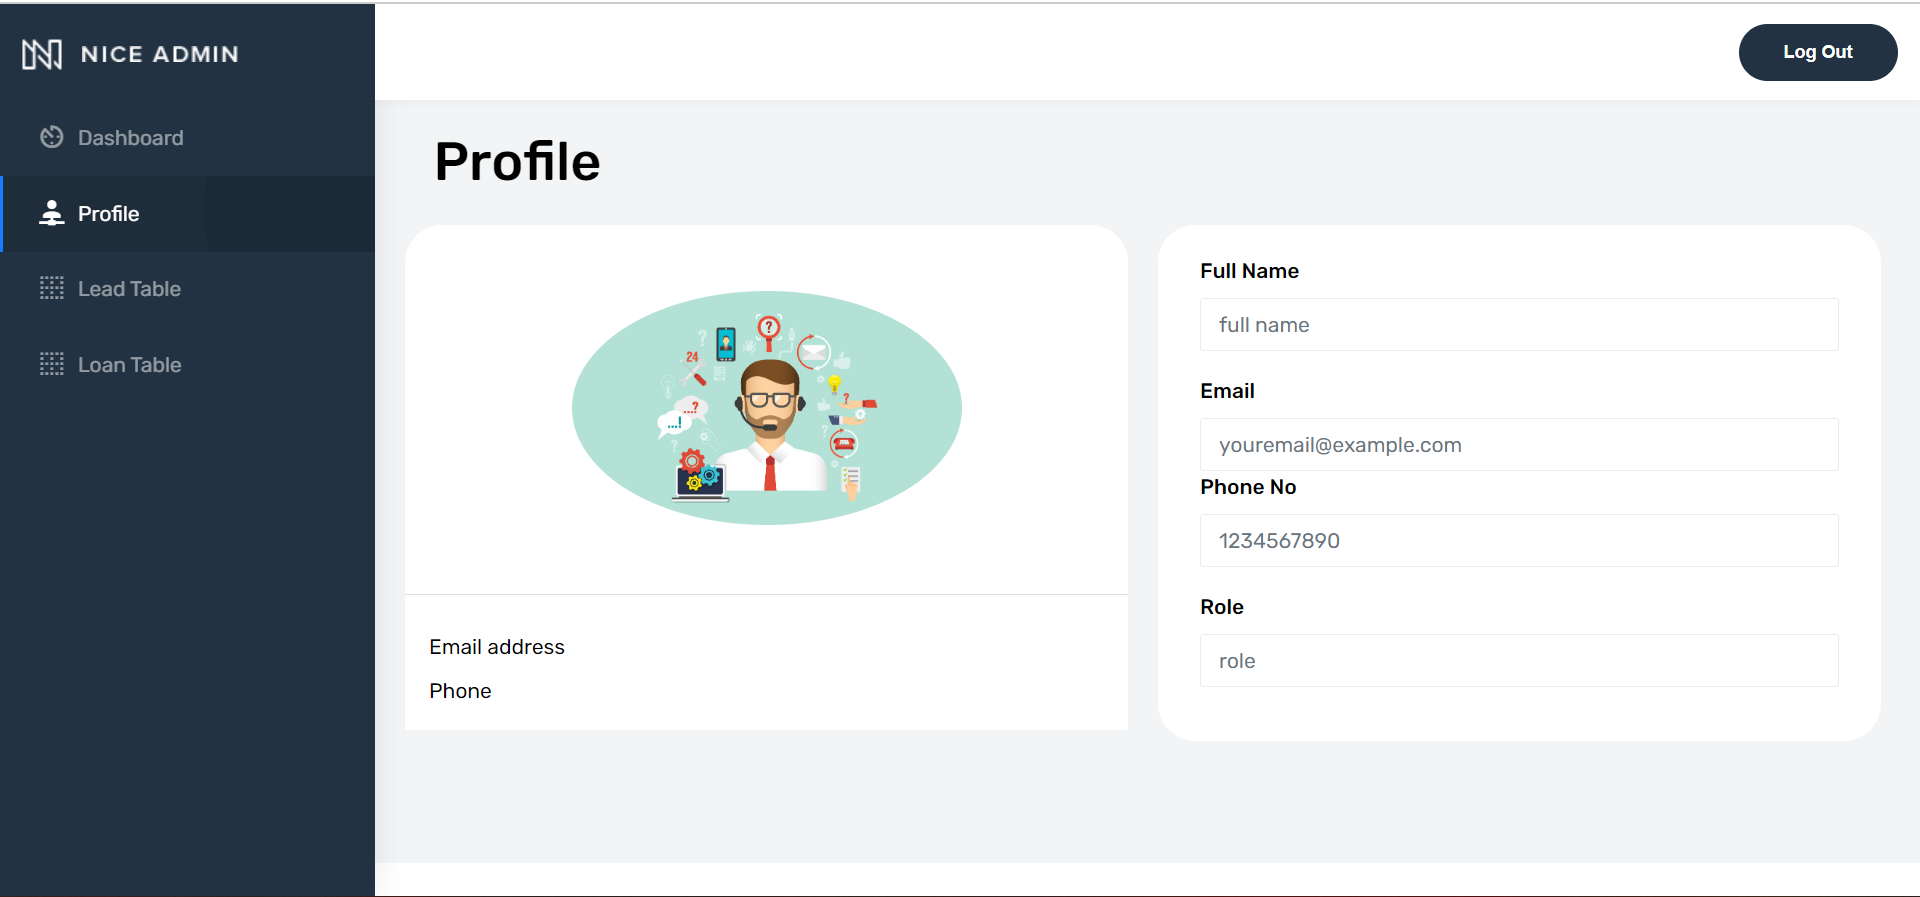 NICE ADMIN
Log Out
Dashboard
Profile
Lead Table
Loan Table
Profile
24
?
?
...?
...!
?
Email address
Phone
Full Name
full name
Email
youremail@example.com
Phone No
1234567890
Role
role